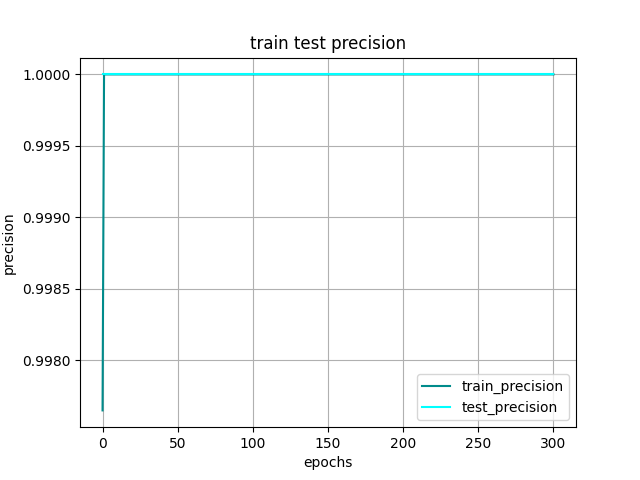 train test precision
precision
1.0000
0.9995
0.9990
0.9985
0.9980
train_precision
test_precision
0 50 100 150 200 250 300
epochs